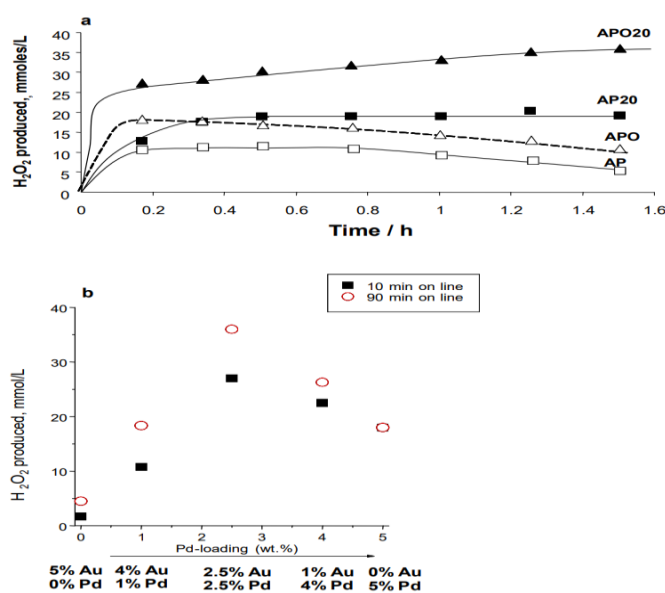 a
H₂O₂ produced, mmoles/L
40
35
30
25
20
15
10
5
0
APO20
AP20
APO
AP
0
0.2
0.4
0.6
0.8
1
1.2
1.4
1.6
Time / h
b
10 min on line
90 min on line
H₂O₂ produced, mmol/L
40
30
20
10
0
0 1 2 3 4 5
Pd-loading (wt.%)
5% Au 4% Au 2.5% Au 1% Au 0% Au
0% Pd 1% Pd 2.5% Pd 4% Pd 5% Pd